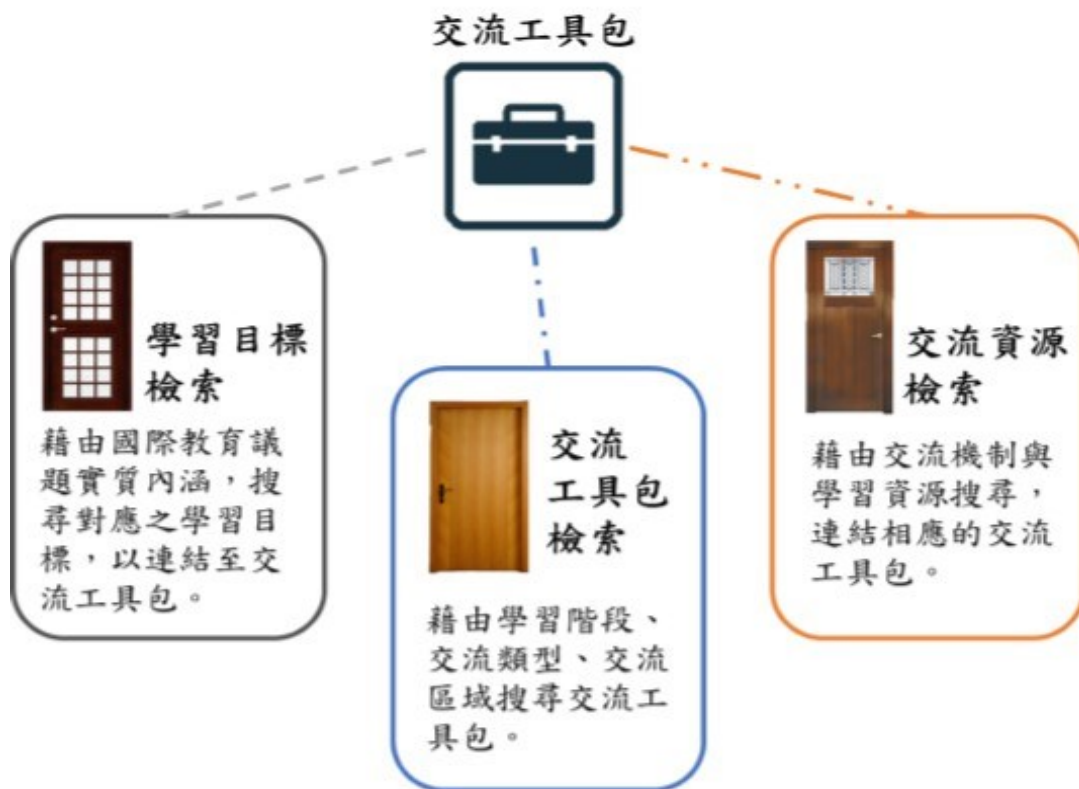 交流工具包
學習目標
檢索
藉由國際教育議
題實質內涵，搜
尋對應之學習目
標，以連結至交
流工具包。
交流
工具包
檢索
藉由學習階段、
交流類型、交流
區域搜尋交流工
具包。
交流資源
檢索
藉由交流機制與
學習資源搜尋，
連結相應的交流
工具包。